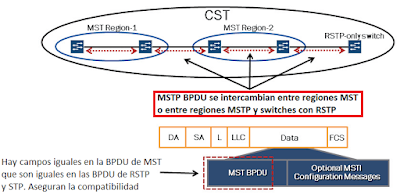 CST
MST Region-1
MST Region-2
RSTP-only switch
MSTP BPDU se intercambian entre regiones MST
o entre regiones MSTP y switches con RSTP
DA SA L LLC Data FCS
Hay campos iguales en la BPDU de MST
que son iguales en las BPDU de RSTP
y STP. Aseguran la compatibilidad
MST BPDU
Optional MSTI
Configuration Messages